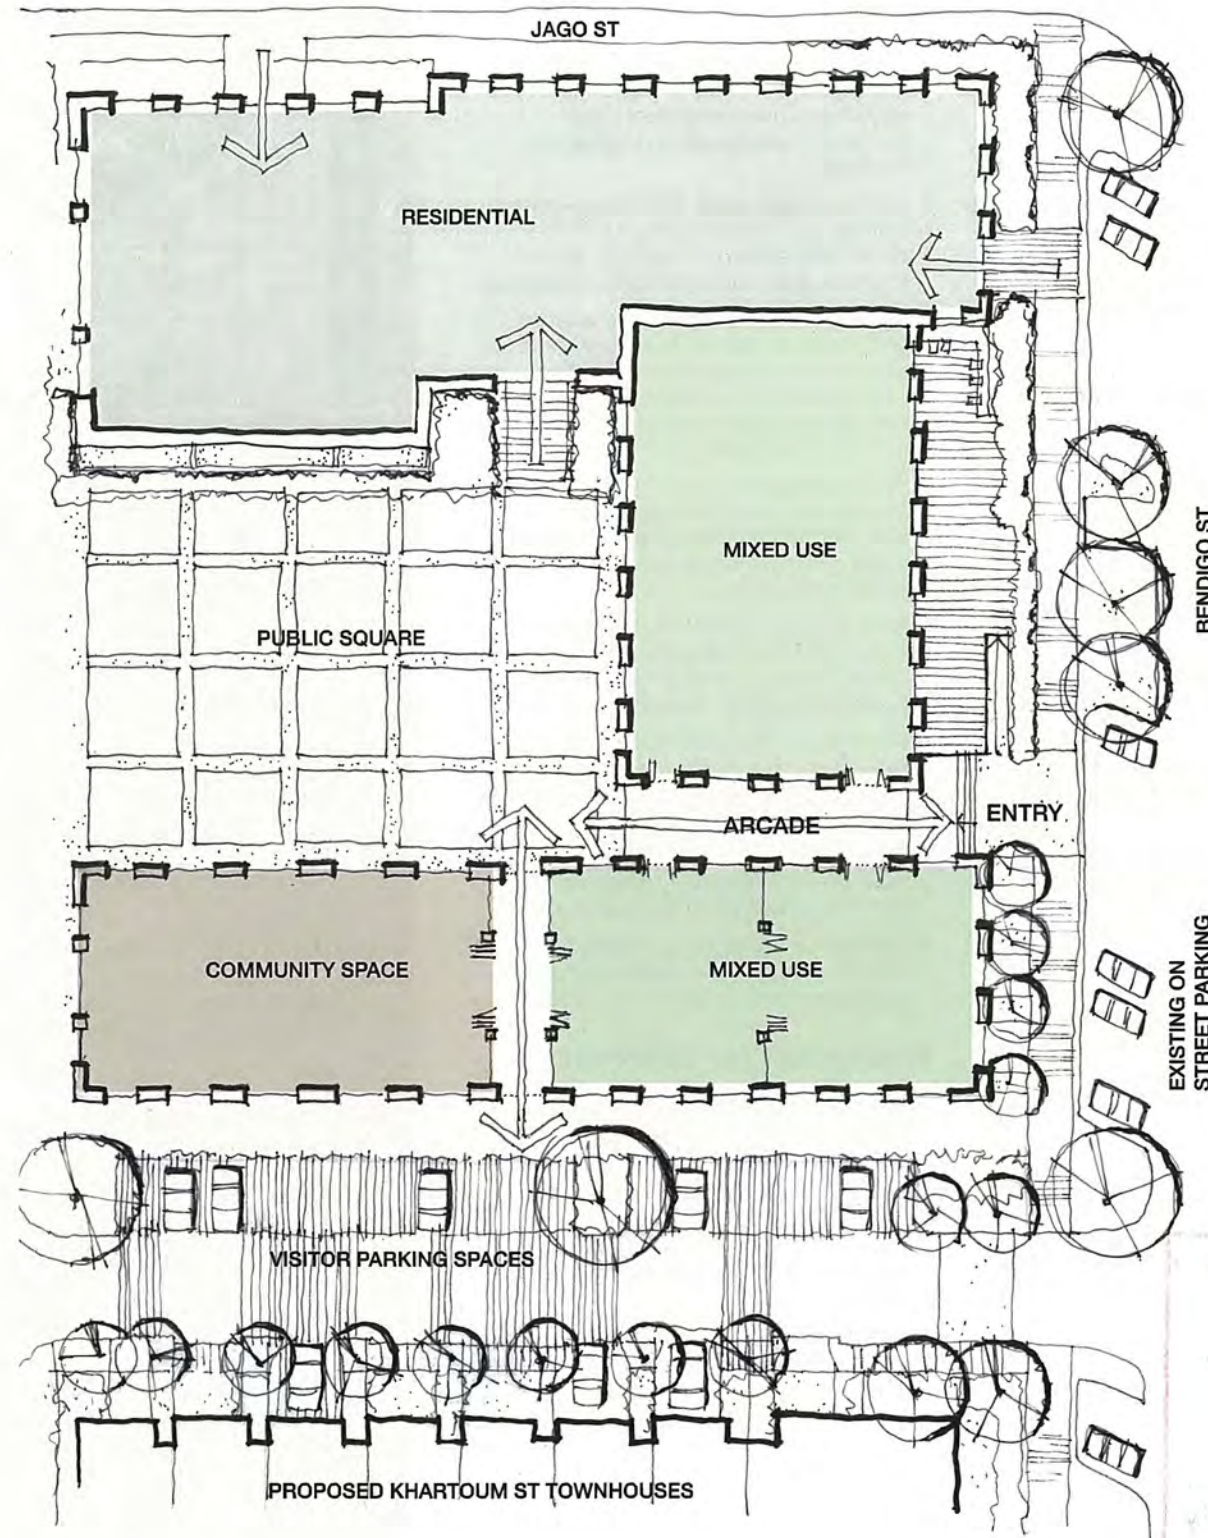 JAGO ST
RESIDENTIAL
MIXED USE
RENDIGO ST
PUBLIC SQUARE
ARCADE
ENTRY
COMMUNITY SPACE
MIXED USE
EXISTING ON
STREET PARKING
VISITOR PARKING SPACES
PROPOSED KHARTOUM ST TOWNHOUSES